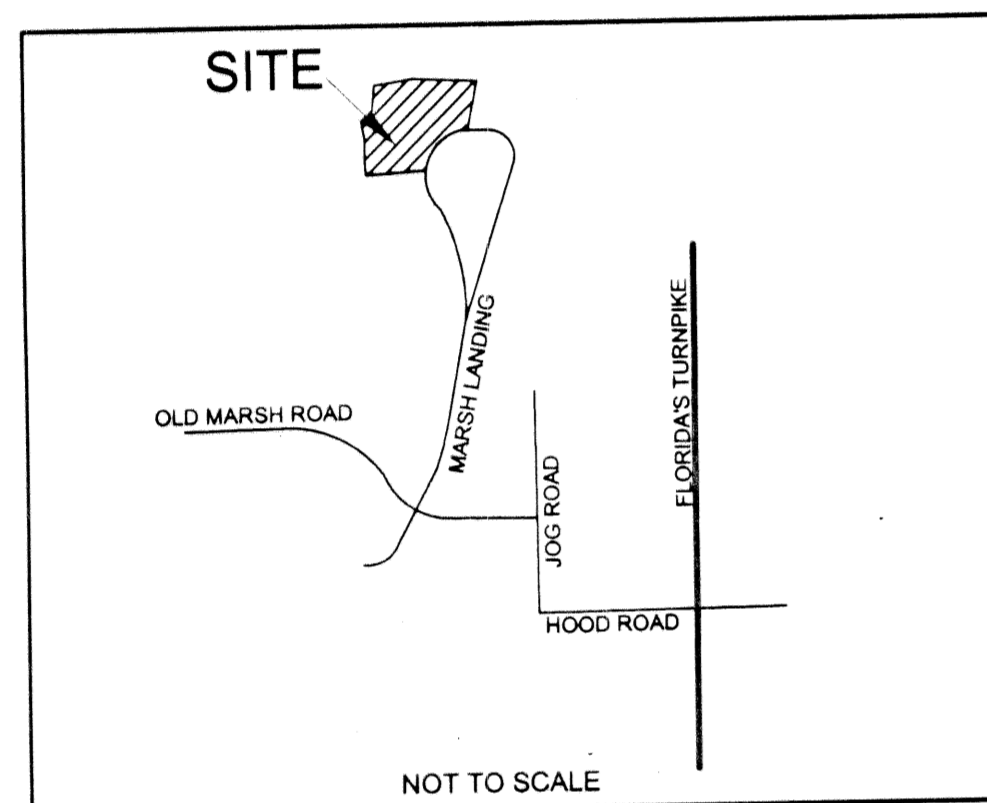 SITE
MARSH LANDING
FLORIDA'S TURNPIKE
OLD MARSH ROAD
JOG ROAD
HOOD ROAD
NOT TO SCALE